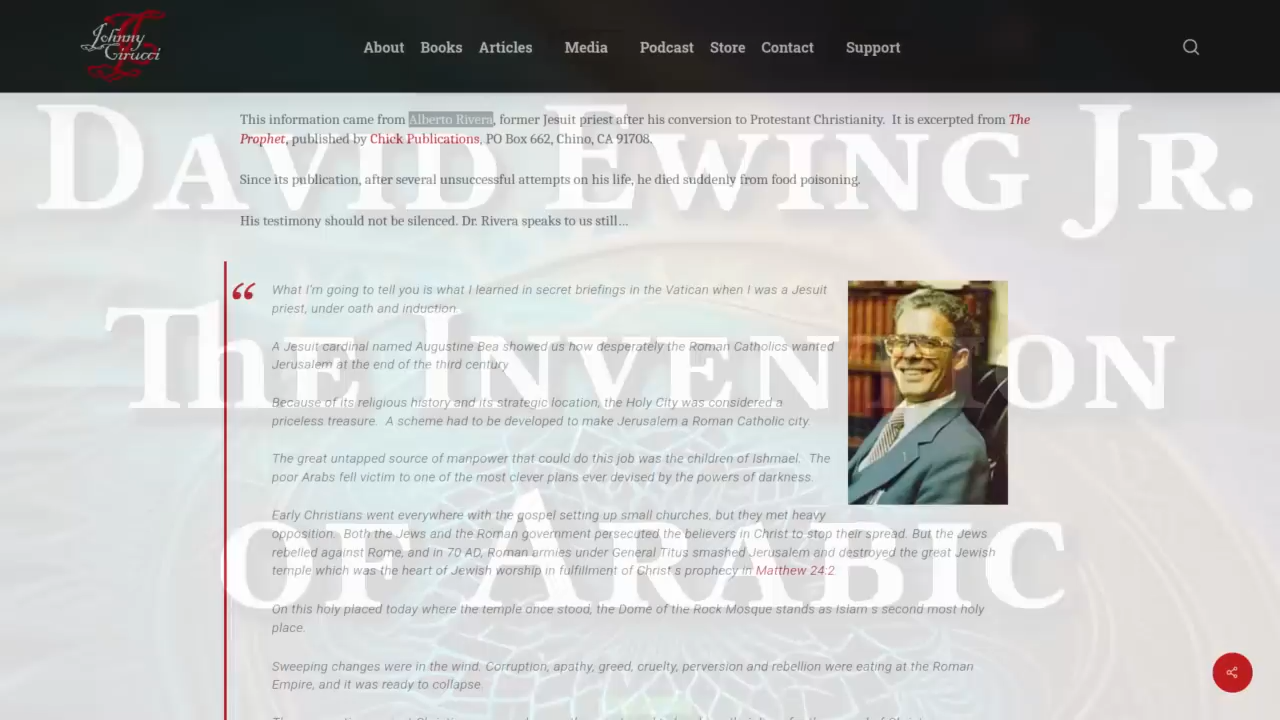 Johnny Cirucci
About Books Articles Media Podcast Store Contact Support
DAVID EWING JR.
THE INVENTION
OF ARABIC
This information came from Alberto Rivera, former Jesuit priest after his conversion to Protestant Christianity. It is excerpted from The
Prophet, published by Chick Publications, PO Box 662, Chino, CA 91708.
Since its publication, after several unsuccessful attempts on his life, he died suddenly from food poisoning.
His testimony should not be silenced. Dr. Rivera speaks to us still...
“ What I'm going to tell you is what I learned in secret briefings in the Vatican when I was a Jesuit
priest, under oath and induction.
A Jesuit cardinal named Augustine Bea showed us how desperately the Roman Catholics wanted
Jerusalem at the end of the third century
Because of its religious history and its strategic location, the Holy City was considered a
priceless treasure. A scheme had to be developed to make Jerusalem a Roman Catholic city.
The great untapped source of manpower that could do this job was the children of Ishmael. The
poor Arabs fell victim to one of the most clever plans ever devised by the powers of darkness.
Early Christians went everywhere with the gospel setting up small churches, but they met heavy
opposition. Both the Jews and the Roman government persecuted the believers in Christ to stop their spread. But the Jews
rebelled against Rome, and in 70 AD, Roman armies under General Titus smashed Jerusalem and destroyed the great Jewish
temple which was the heart of Jewish worship in fulfillment of Christ's prophecy in Matthew 24:2.
On this holy placed today where the temple once stood, the Dome of the Rock Mosque stands as Islam's second most holy
place.
Sweeping changes were in the wind. Corruption, apathy, greed, cruelty, perversion and rebellion were eating at the Roman
Empire, and it was ready to collapse.